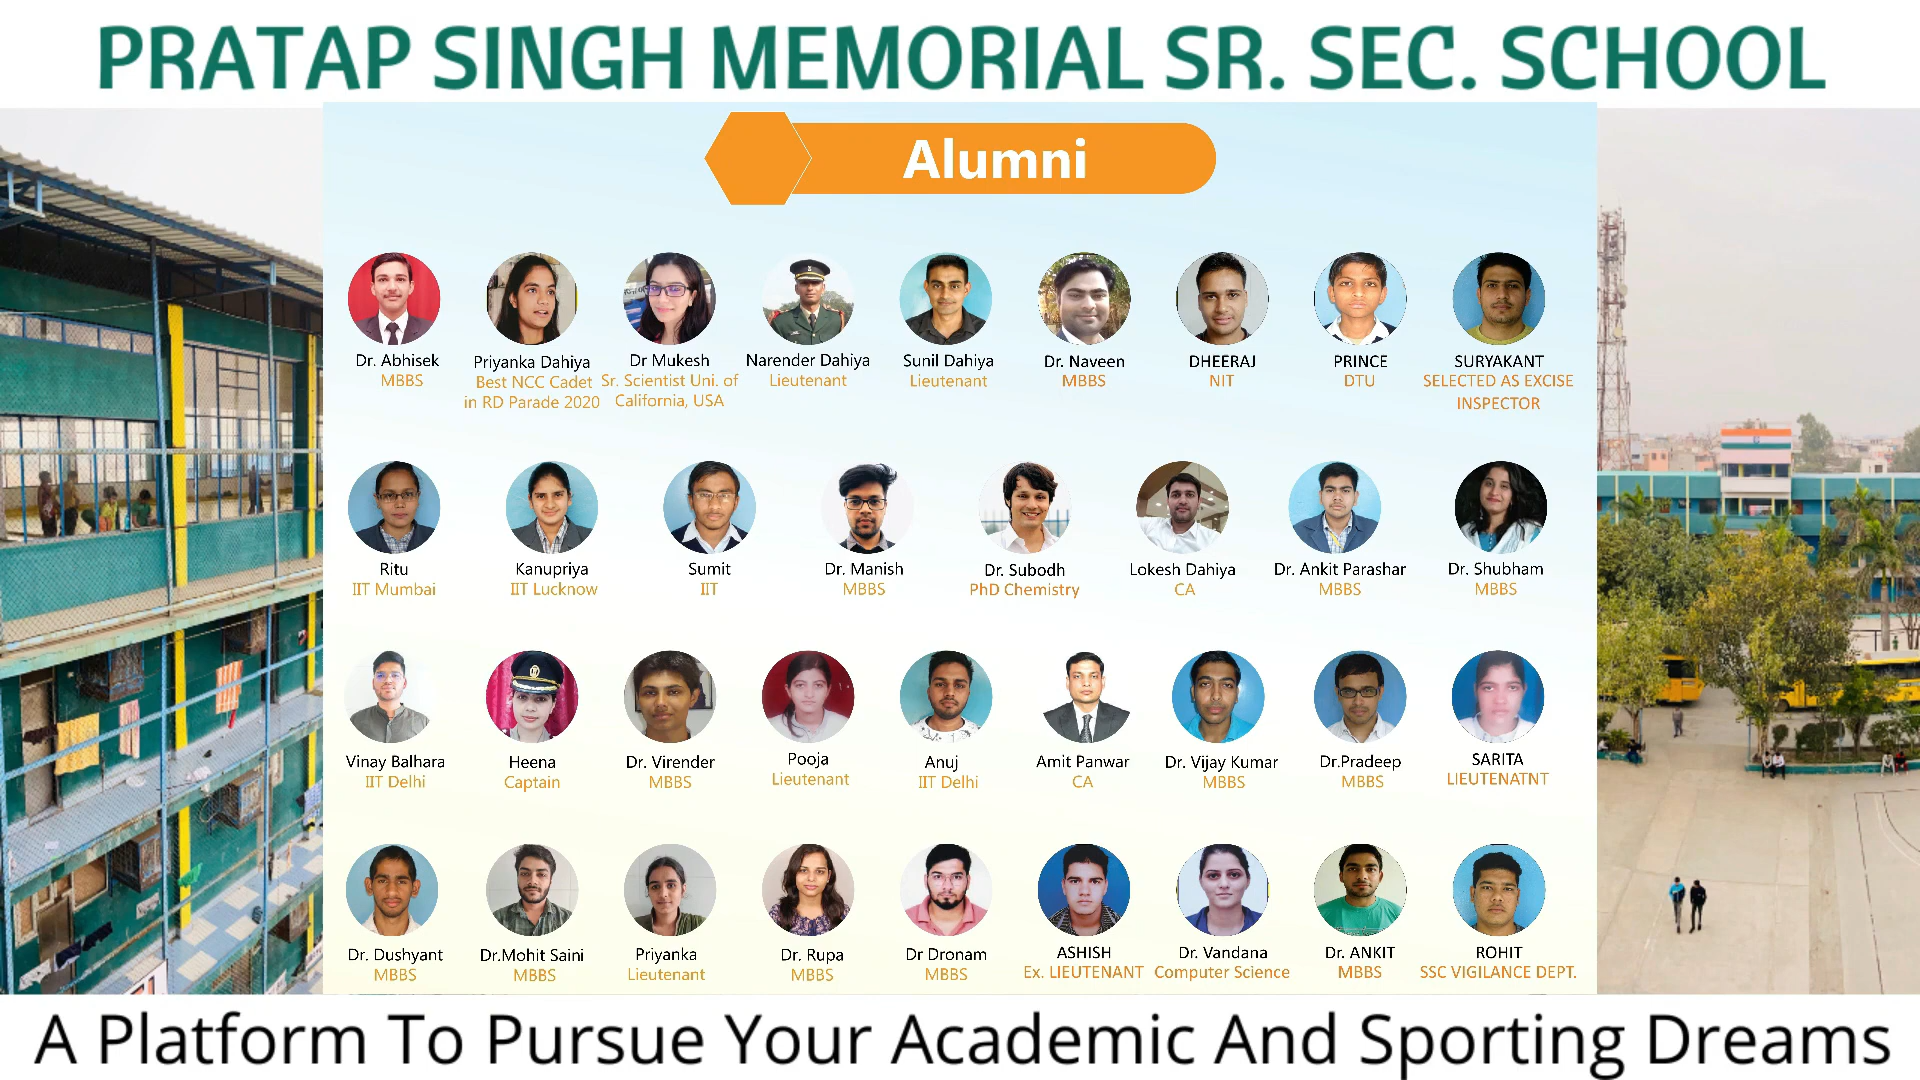 PRATAP SINGH MEMORIAL SR. SEC. SCHOOL
Alumni
Dr. Abhisek
MBBS
Priyanka Dahiya
Best NCC Cadet
in RD Parade 2020
Dr Mukesh
Sr. Scientist Uni. of
California, USA
Narender Dahiya
Lieutenant
Sunil Dahiya
Lieutenant
Dr. Naveen
MBBS
DHEERAJ
NIT
PRINCE
DTU
SURYAKANT
SELECTED AS EXCISE
INSPECTOR
Ritu
IIT Mumbai
Kanupriya
IIT Lucknow
Sumit
IIT
Dr. Manish
MBBS
Dr. Subodh
PhD Chemistry
Lokesh Dahiya
CA
Dr. Ankit Parashar
MBBS
Dr. Shubham
MBBS
Vinay Balhara
IIT Delhi
Heena
Captain
Dr. Virender
MBBS
Pooja
Lieutenant
Anuj
IIT Delhi
Amit Panwar
CA
Dr. Vijay Kumar
MBBS
Dr.Pradeep
MBBS
SARITA
LIEUTENATNT
Dr. Dushyant
MBBS
Dr.Mohit Saini
MBBS
Priyanka
Lieutenant
Dr. Rupa
MBBS
Dr Dronam
MBBS
ASHISH
Ex. LIEUTENANT
Dr. Vandana
Computer Science
Dr. ANKIT
MBBS
ROHIT
SSC VIGILANCE DEPT.
A Platform To Pursue Your Academic And Sporting Dreams